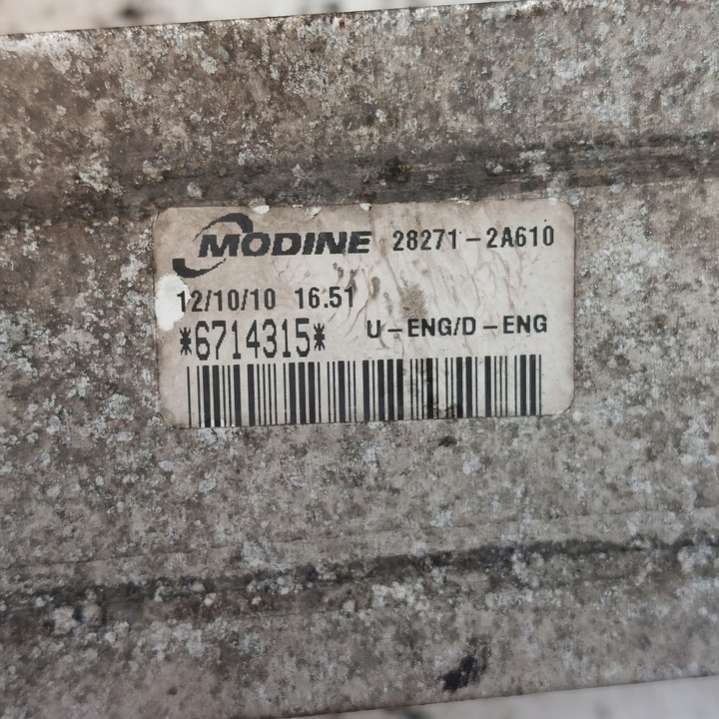 MODINE 28271-2A610
12/10/10 16.51
*6714315* U-ENG/D-ENG